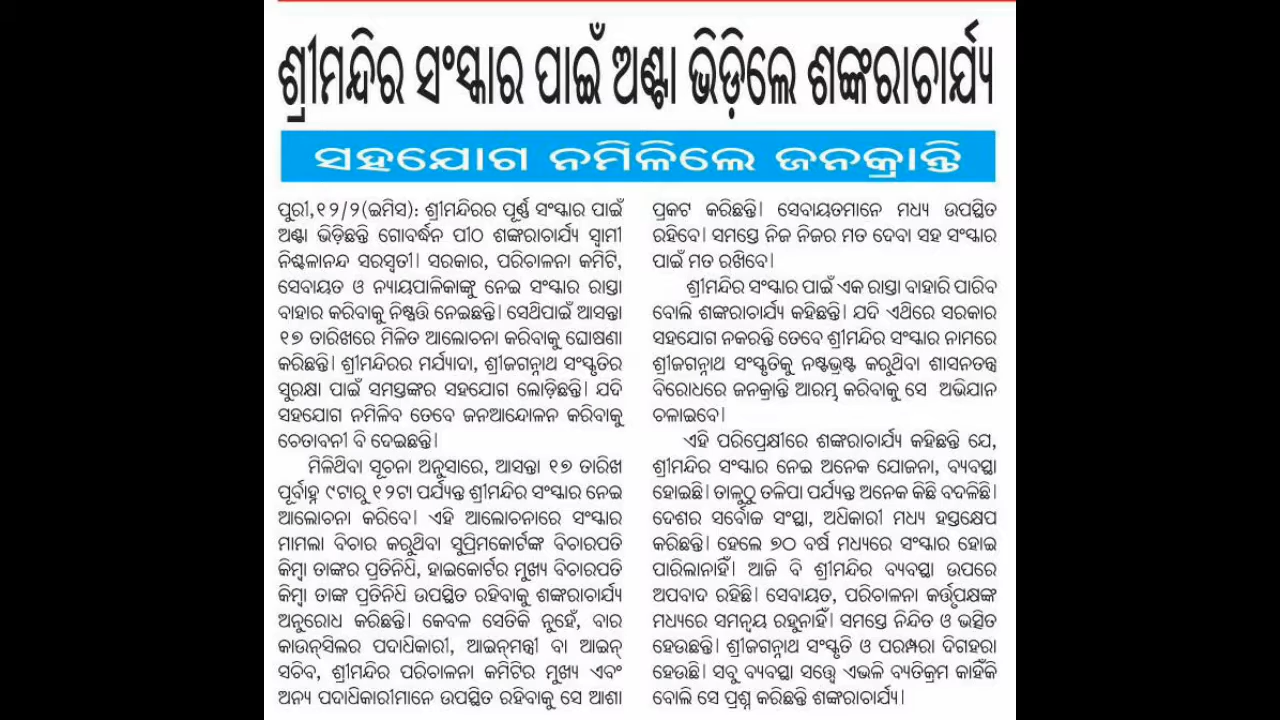 ଶ୍ରୀମନ୍ଦିର ସଂସ୍କାର ପାଇଁ ଅଣ୍ଟା ଭିଡ଼ିଲେ ଶଙ୍କରାଚାର୍ଯ୍ୟ
ସହଯୋଗ ନମିଳିଲେ ଜନକ୍ରାନ୍ତି
ପୁରୀ,୧୨/୨(ଇମିସ): ଶ୍ରୀମନ୍ଦିରର ପୂର୍ଣ୍ଣ ସଂସ୍କାର ପାଇଁ
ଅଣ୍ଟା ଭିଡ଼ିଛନ୍ତି ଗୋବର୍ଦ୍ଧନ ପୀଠ ଶଙ୍କରାଚାର୍ଯ୍ୟ ସ୍ୱାମୀ
ନିଶ୍ଚଳାନନ୍ଦ ସରସ୍ୱତୀ। ସରକାର, ପରିଚାଳନା କମିଟି,
ସେବାୟତ ଓ ନ୍ୟାୟପାଳିକାଙ୍କୁ ନେଇ ସଂସ୍କାର ରାସ୍ତା
ବାହାର କରିବାକୁ ନିଷ୍ପତ୍ତି ନେଇଛନ୍ତି। ସେଥିପାଇଁ ଆସନ୍ତା
୧୭ ତାରିଖରେ ମିଳିତ ଆଲୋଚନା କରିବାକୁ ଘୋଷଣା
କରିଛନ୍ତି। ଶ୍ରୀମନ୍ଦିରର ମର୍ଯ୍ୟାଦା, ଶ୍ରୀଜଗନ୍ନାଥ ସଂସ୍କୃତିର
ସୁରକ୍ଷା ପାଇଁ ସମସ୍ତଙ୍କର ସହଯୋଗ ଲୋଡ଼ିଛନ୍ତି। ଯଦି
ସହଯୋଗ ନମିଳିବ ତେବେ ଜନଆନ୍ଦୋଳନ କରିବାକୁ
ଚେତାବନୀ ବି ଦେଇଛନ୍ତି।
ମିଳିଥିବା ସୂଚନା ଅନୁସାରେ, ଆସନ୍ତା ୧୭ ତାରିଖ
ପୂର୍ବାହ୍ନ ୯ଟାରୁ ୧୨ଟା ପର୍ଯ୍ୟନ୍ତ ଶ୍ରୀମନ୍ଦିର ସଂସ୍କାର ନେଇ
ଆଲୋଚନା କରିବେ। ଏହି ଆଲୋଚନାରେ ସଂସ୍କାର
ମାମଲା ବିଚାର କରୁଥିବା ସୁପ୍ରିମକୋର୍ଟଙ୍କ ବିଚାରପତି
କିମ୍ବା ତାଙ୍କର ପ୍ରତିନିଧି, ହାଇକୋର୍ଟର ମୁଖ୍ୟ ବିଚାରପତି
କିମ୍ବା ତାଙ୍କ ପ୍ରତିନିଧି ଉପସ୍ଥିତ ରହିବାକୁ ଶଙ୍କରାଚାର୍ଯ୍ୟ
ଅନୁରୋଧ କରିଛନ୍ତି। କେବଳ ସେତିକି ନୁହେଁ, ବାର
କାଉନ୍‌ସିଲର ପଦାଧିକାରୀ, ଆଇନ୍‌ମନ୍ତ୍ରୀ ବା ଆଇନ୍
ସଚିବ, ଶ୍ରୀମନ୍ଦିର ପରିଚାଳନା କମିଟିର ମୁଖ୍ୟ ଏବଂ
ଅନ୍ୟ ପଦାଧିକାରୀମାନେ ଉପସ୍ଥିତ ରହିବାକୁ ସେ ଆଶା
ପ୍ରକଟ କରିଛନ୍ତି। ସେବାୟତମାନେ ମଧ୍ୟ ଉପସ୍ଥିତ
ରହିବେ। ସମସ୍ତେ ନିଜ ନିଜର ମତ ଦେବା ସହ ସଂସ୍କାର
ପାଇଁ ମତ ରଖିବେ।
ଶ୍ରୀମନ୍ଦିର ସଂସ୍କାର ପାଇଁ ଏକ ରାସ୍ତା ବାହାରି ପାରିବ
ବୋଲି ଶଙ୍କରାଚାର୍ଯ୍ୟ କହିଛନ୍ତି। ଯଦି ଏଥିରେ ସରକାର
ସହଯୋଗ ନକରନ୍ତି ତେବେ ଶ୍ରୀମନ୍ଦିର ସଂସ୍କାର ନାମରେ
ଶ୍ରୀଜଗନ୍ନାଥ ସଂସ୍କୃତିକୁ ନଷ୍ଟଭ୍ରଷ୍ଟ କରୁଥିବା ଶାସନତନ୍ତ୍ର
ବିରୋଧରେ ଜନକ୍ରାନ୍ତି ଆରମ୍ଭ କରିବାକୁ ସେ ଅଭିଯାନ
ଚଳାଇବେ।
ଏହି ପରିପ୍ରେକ୍ଷୀରେ ଶଙ୍କରାଚାର୍ଯ୍ୟ କହିଛନ୍ତି ଯେ,
ଶ୍ରୀମନ୍ଦିର ସଂସ୍କାର ନେଇ ଅନେକ ଯୋଜନା, ବ୍ୟବସ୍ଥା
ହୋଇଛି। ତାଳୁଠୁ ତଳିପା ପର୍ଯ୍ୟନ୍ତ ଅନେକ କିଛି ବଦଳିଛି।
ଦେଶର ସର୍ବୋଚ୍ଚ ସଂସ୍ଥା, ଅଧିକାରୀ ମଧ୍ୟ ହସ୍ତକ୍ଷେପ
କରିଛନ୍ତି। ହେଲେ ୭୦ ବର୍ଷ ମଧ୍ୟରେ ସଂସ୍କାର ହୋଇ
ପାରିଲାନାହିଁ। ଆଜି ବି ଶ୍ରୀମନ୍ଦିର ବ୍ୟବସ୍ଥା ଉପରେ
ଅପବାଦ ରହିଛି। ସେବାୟତ, ପରିଚାଳନା କର୍ତ୍ତୃପକ୍ଷଙ୍କ
ମଧ୍ୟରେ ସମନ୍ୱୟ ରହୁନାହିଁ। ସମସ୍ତେ ନିନ୍ଦିତ ଓ ଭତ୍ସିତ
ହେଉଛନ୍ତି। ଶ୍ରୀଜଗନ୍ନାଥ ସଂସ୍କୃତି ଓ ପରମ୍ପରା ଦିଗହରା
ହେଉଛି। ସବୁ ବ୍ୟବସ୍ଥା ସତ୍ତ୍ୱେ ଏଭଳି ବ୍ୟତିକ୍ରମ କାହିଁକି
ବୋଲି ସେ ପ୍ରଶ୍ନ କରିଛନ୍ତି ଶଙ୍କରାଚାର୍ଯ୍ୟ।